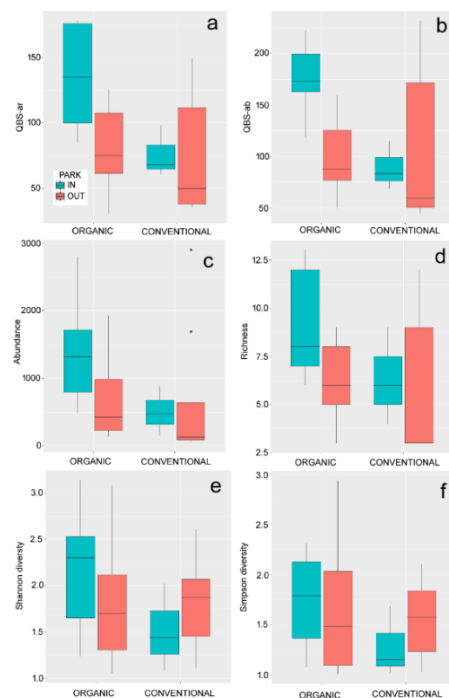 a
b
QBS-ar
150
100
50
PARK
IN
OUT
ORGANIC
CONVENTIONAL
QBS-ab
200
150
100
50
ORGANIC
CONVENTIONAL
c
d
Abundance
3000
2000
1000
0
ORGANIC
CONVENTIONAL
Richness
12.5
10.0
7.5
5.0
2.5
ORGANIC
CONVENTIONAL
e
f
Shannon diversity
3.0
2.5
2.0
1.5
1.0
ORGANIC
CONVENTIONAL
Simpson diversity
3.0
2.5
2.0
1.5
1.0
ORGANIC
CONVENTIONAL